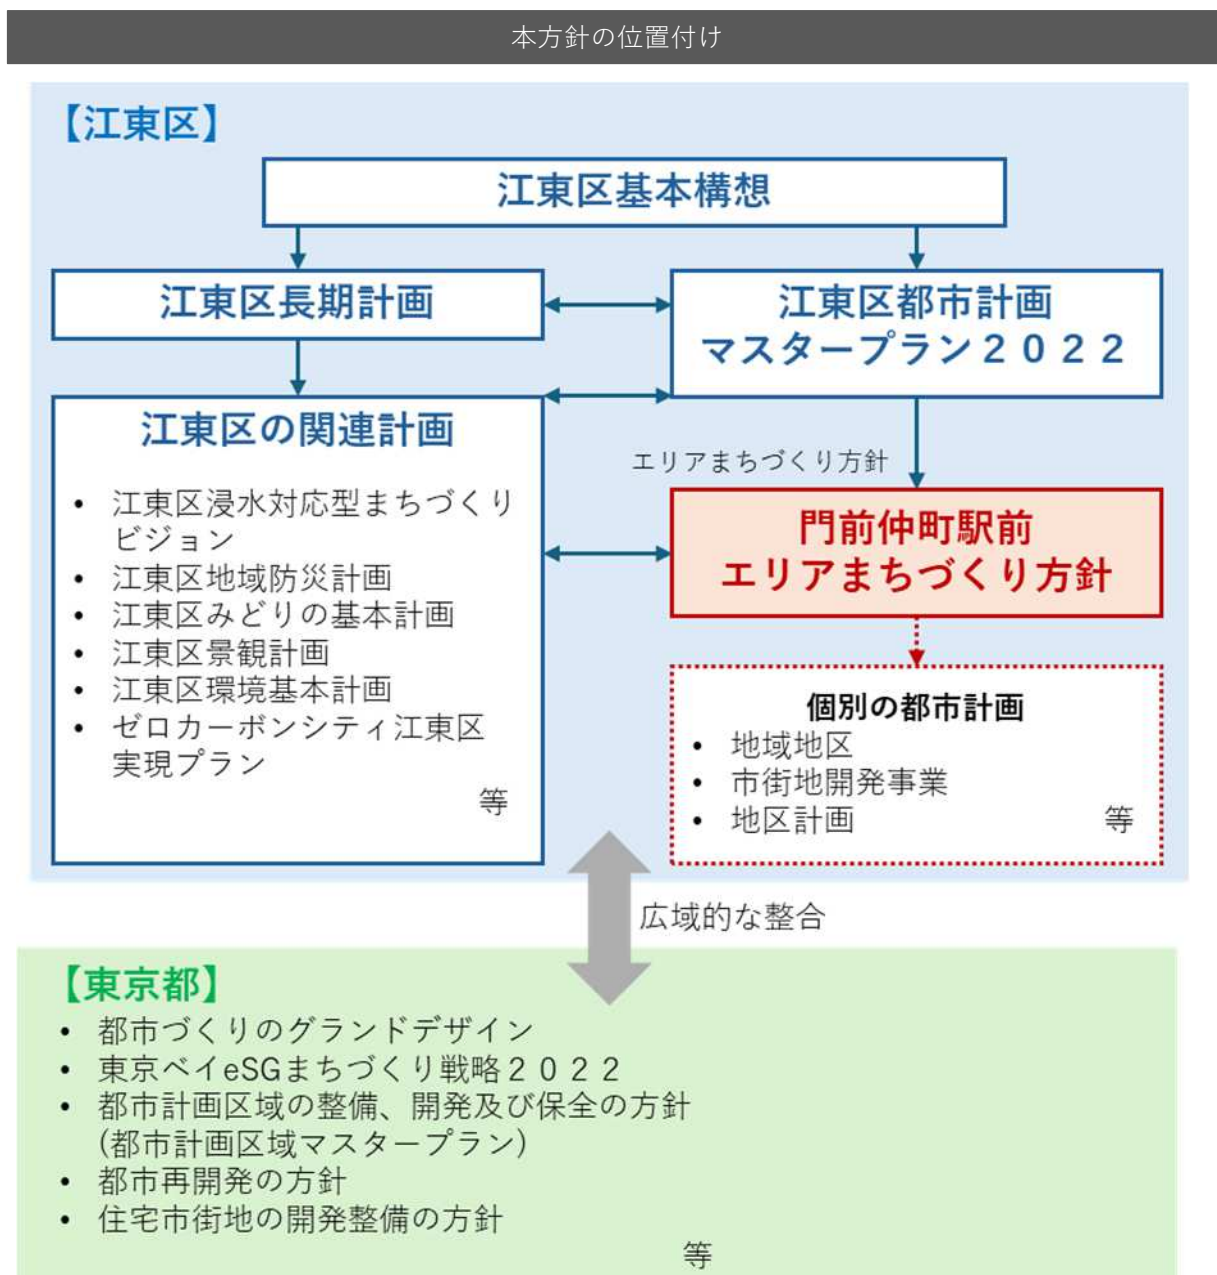 本方針の位置付け
【江東区】
江東区基本構想
江東区長期計画
江東区都市計画
マスタープラン２０２２
江東区の関連計画
• 江東区浸水対応型まちづくり
ビジョン
• 江東区地域防災計画
• 江東区みどりの基本計画
• 江東区景観計画
• 江東区環境基本計画
• ゼロカーボンシティ江東区
実現プラン
等
エリアまちづくり方針
門前仲町駅前
エリアまちづくり方針
個別の都市計画
• 地域地区
• 市街地開発事業
• 地区計画 等
広域的な整合
【東京都】
• 都市づくりのグランドデザイン
• 東京ベイeSGまちづくり戦略２０２２
• 都市計画区域の整備、開発及び保全の方針
(都市計画区域マスタープラン)
• 都市再開発の方針
• 住宅市街地の開発整備の方針
等